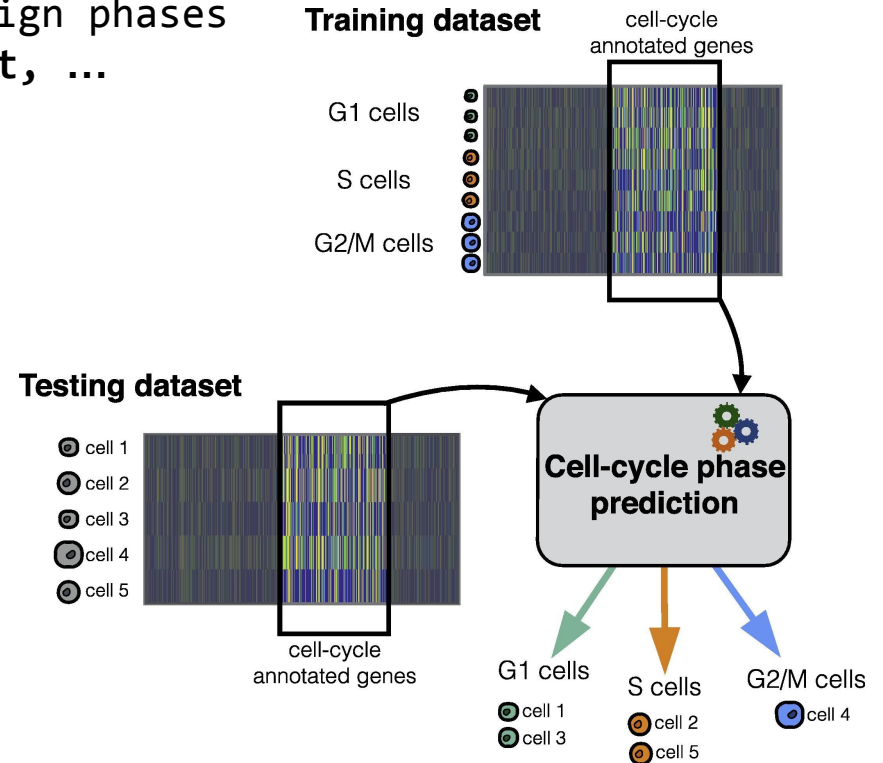 ign phases
t, ...
Training dataset
cell-cycle
annotated genes
G1 cells
S cells
G2/M cells
Testing dataset
cell 1
cell 2
cell 3
cell 4
cell 5
cell-cycle
annotated genes
Cell-cycle phase
prediction
G1 cells
cell 1
cell 3
S cells
cell 2
cell 5
G2/M cells
cell 4